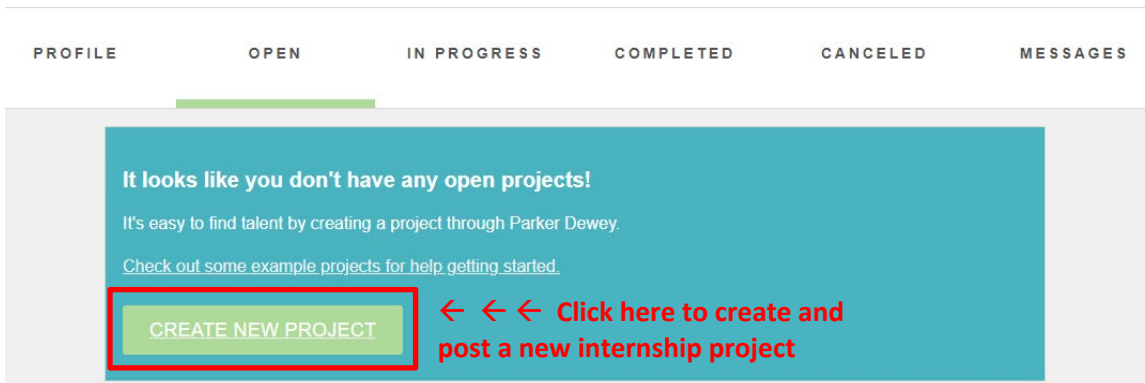 PROFILE OPEN IN PROGRESS COMPLETED CANCELED MESSAGES
It looks like you don't have any open projects!
It's easy to find talent by creating a project through Parker Dewey.
Check out some example projects for help getting started.
CREATE NEW PROJECT
← ← ← Click here to create and
post a new internship project